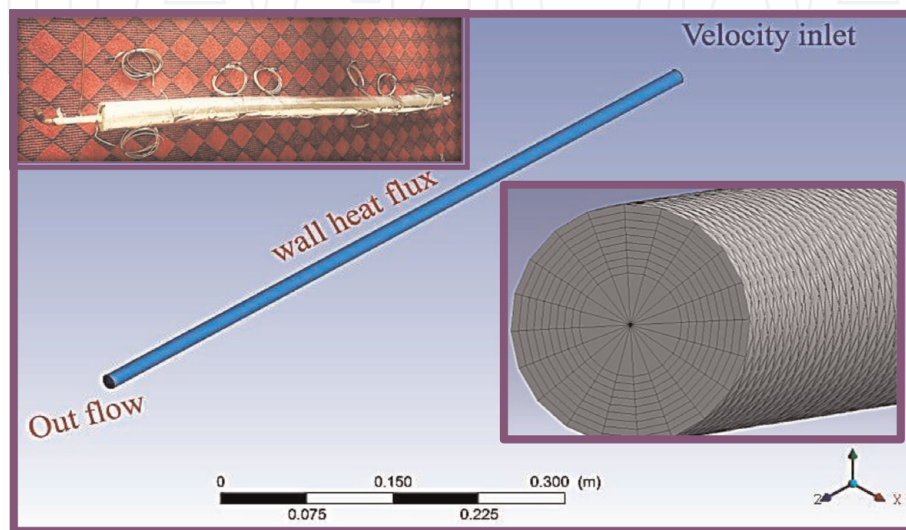 Velocity inlet
wall heat flux
Out flow
0 0.150 0.300 (m)
0.075 0.225
Z X